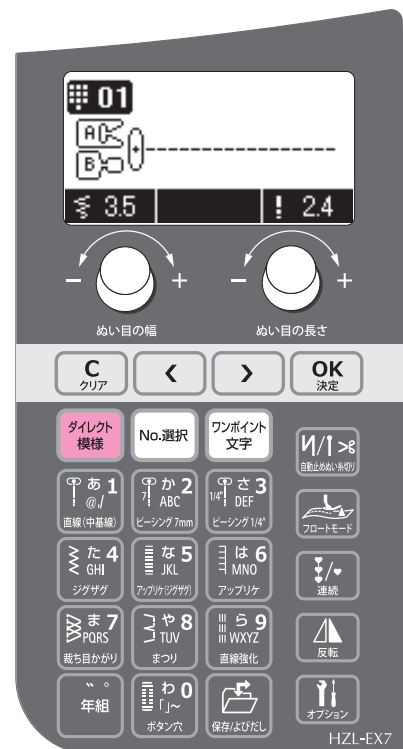 01
A
B
3.5 2.4
− + − +
ぬい目の幅 ぬい目の長さ
C
クリア
< >
OK
決定
ダイレクト
模様
No.選択
ワンポイント
文字
自動止めぬい糸切り
あ 1
@./
直線(中基線)
7 か 2
ABC
ピーシング7mm
1/4" さ 3
DEF
ピーシング1/4"
フロートモード
た 4
GHI
ジグザグ
な 5
JKL
アップリケ(ジグザグ)
は 6
MNO
アップリケ
連続
ま 7
PQRS
裁ち目かがり
や 8
TUV
まつり
ら 9
WXYZ
直線強化
反転
゛ ゜
年組
わ 0
「」~
ボタン穴
保存/よびだし
オプション
HZL-EX7